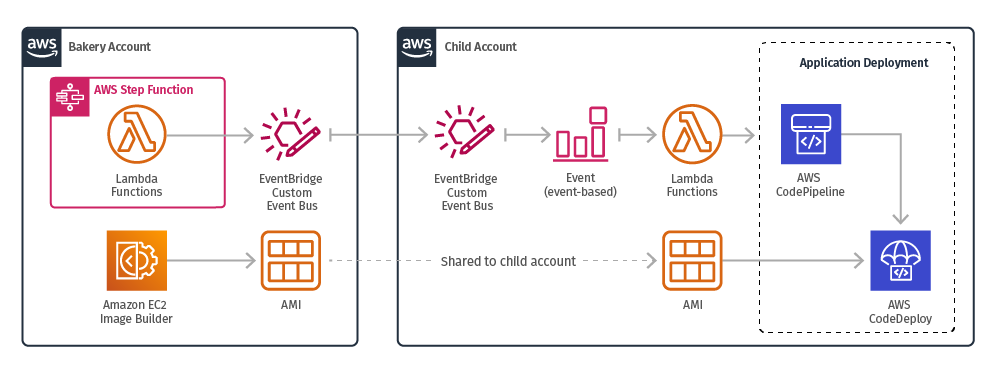 aws
Bakery Account
AWS Step Function
Lambda
Functions
EventBridge
Custom
Event Bus
Amazon EC2
Image Builder
AMI
Shared to child account
aws
Child Account
EventBridge
Custom
Event Bus
Event
(event-based)
Lambda
Functions
AMI
Application Deployment
AWS
CodePipeline
AWS
CodeDeploy